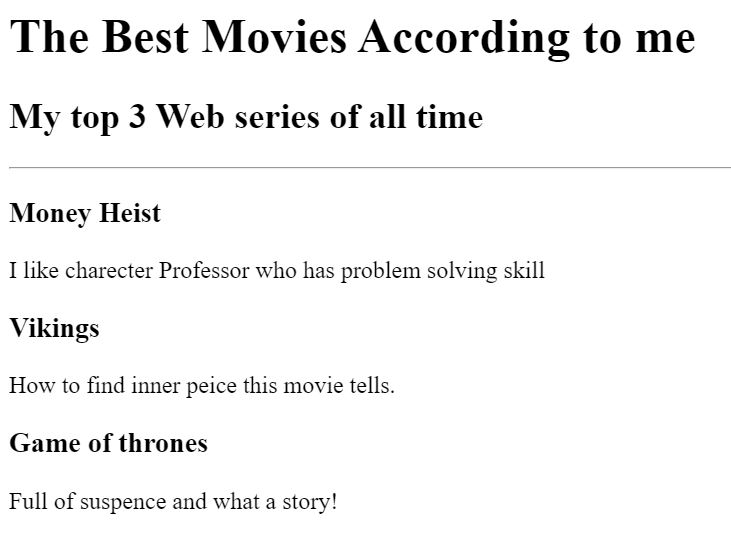 The Best Movies According to me
My top 3 Web series of all time
Money Heist
I like charecter Professor who has problem solving skill
Vikings
How to find inner peice this movie tells.
Game of thrones
Full of suspence and what a story!